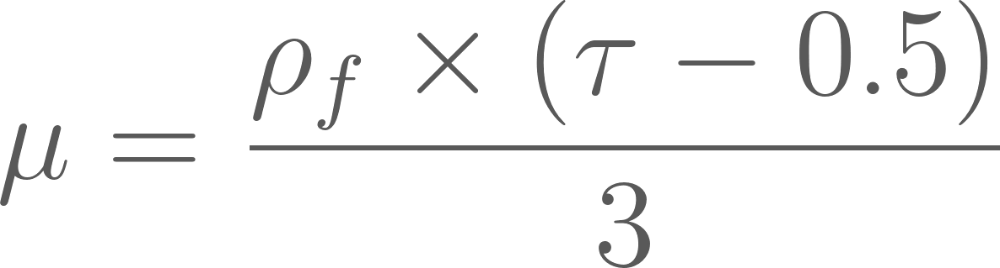 μ = ρ_f × (τ − 0.5) / 3